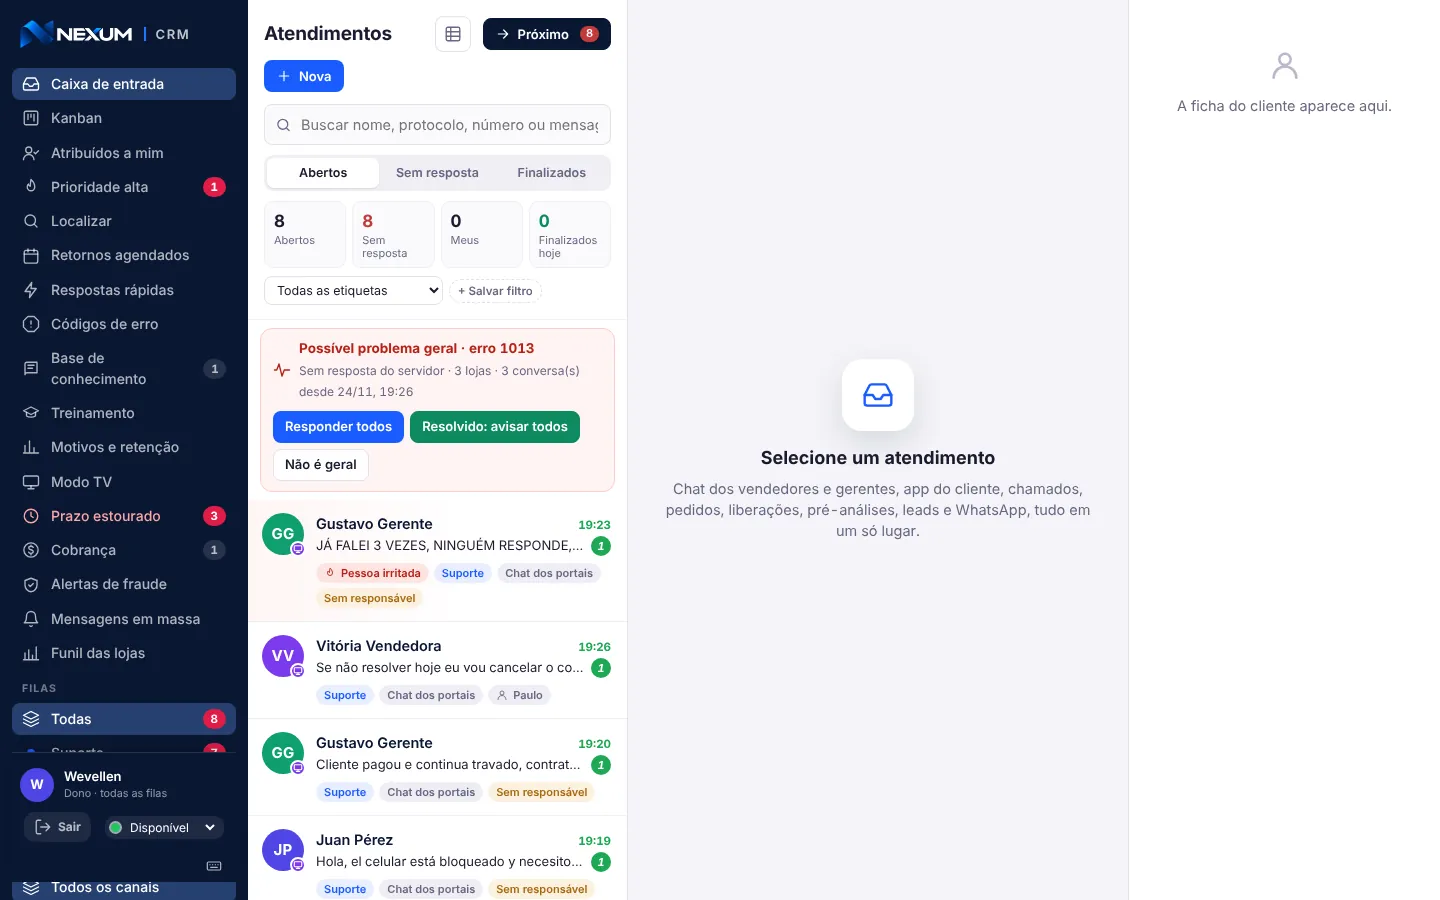 NEXUM | CRM
Caixa de entrada
Kanban
Atribuídos a mim
Prioridade alta 1
Localizar
Retornos agendados
Respostas rápidas
Códigos de erro
Base de
conhecimento 1
Treinamento
Motivos e retenção
Modo TV
Prazo estourado 3
Cobrança 1
Alertas de fraude
Mensagens em massa
Funil das lojas
FILAS
Todas 8
Suporte 7
W
Wevellen
Dono · todas as filas
Sair
Disponível
Todos os canais
Atendimentos
Próximo 8
Nova
Buscar nome, protocolo, número ou mensag
Abertos Sem resposta Finalizados
8
Abertos
8
Sem
resposta
0
Meus
0
Finalizados
hoje
Todas as etiquetas
+ Salvar filtro
Possível problema geral · erro 1013
Sem resposta do servidor · 3 lojas · 3 conversa(s)
desde 24/11, 19:26
Responder todos
Resolvido: avisar todos
Não é geral
GG
Gustavo Gerente 19:23
JÁ FALEI 3 VEZES, NINGUÉM RESPONDE,... 1
Pessoa irritada Suporte Chat dos portais
Sem responsável
VV
Vitória Vendedora 19:26
Se não resolver hoje eu vou cancelar o co... 1
Suporte Chat dos portais Paulo
GG
Gustavo Gerente 19:20
Cliente pagou e continua travado, contrat... 1
Suporte Chat dos portais Sem responsável
JP
Juan Pérez 19:19
Hola, el celular está bloqueado y necesito... 1
Suporte Chat dos portais Sem responsável
Selecione um atendimento
Chat dos vendedores e gerentes, app do cliente, chamados,
pedidos, liberações, pré-análises, leads e WhatsApp, tudo em
um só lugar.
A ficha do cliente aparece aqui.